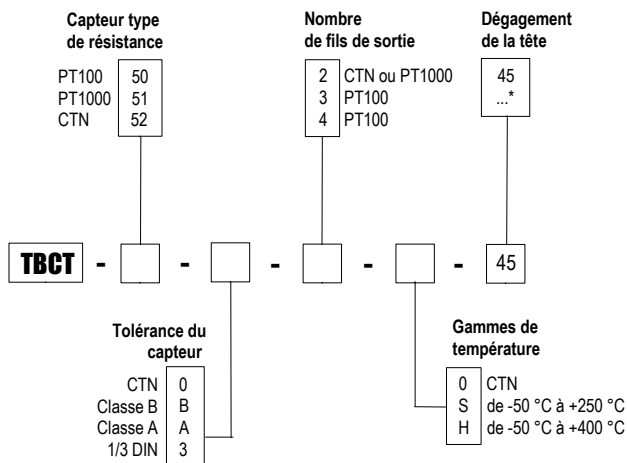 Capteur type
de résistance
PT100 50
PT1000 51
CTN 52
Nombre
de fils de sortie
2 CTN ou PT1000
3 PT100
4 PT100
Dégagement
de la tête
45
...*
TBCT - - - - - 45
Tolérance du
capteur
CTN 0
Classe B B
Classe A A
1/3 DIN 3
Gammes de
température
0 CTN
S de -50 °C à +250 °C
H de -50 °C à +400 °C